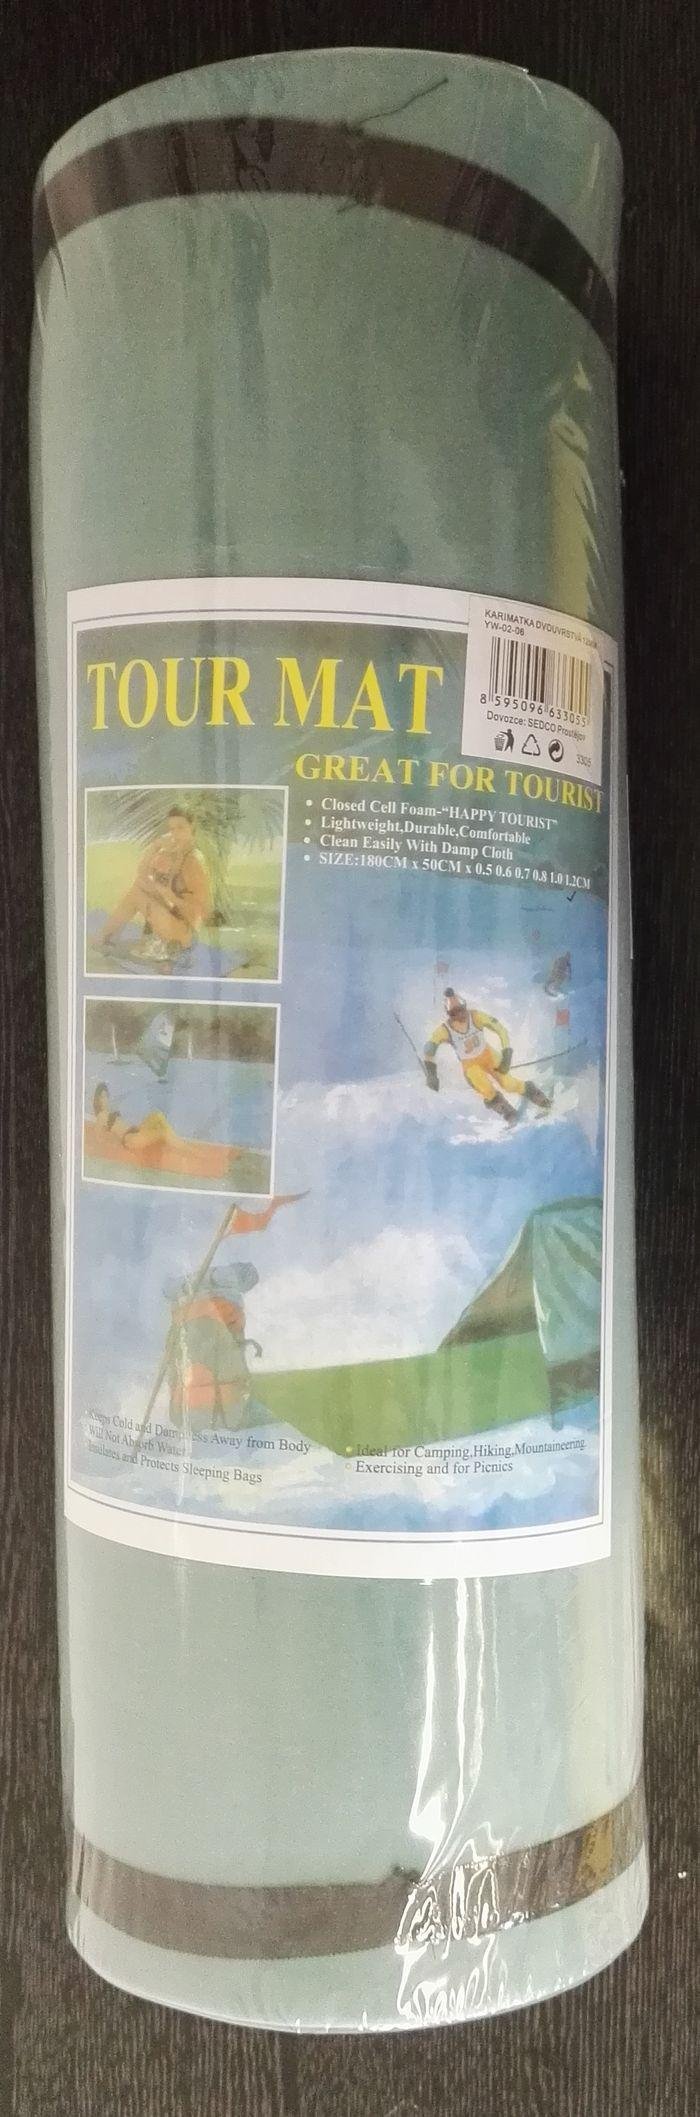 KARIMATKA DVOUVRSTVÁ
YW-02-06
8 595096 633055
Dovozce: SEDCO Prostějov
3305
TOUR MAT
GREAT FOR TOURIST
• Closed Cell Foam-“HAPPY TOURIST”
• Lightweight,Durable,Comfortable
• Clean Easily With Damp Cloth
• SIZE:180CM x 50CM x 0.5 0.6 0.7 0.8 1.0 1.2CM
Keeps Cold and Dampness Away from Body
Will Not Absorb Water
Insulates and Protects Sleeping Bags
Ideal for Camping,Hiking,Mountaineering
Exercising and for Picnics